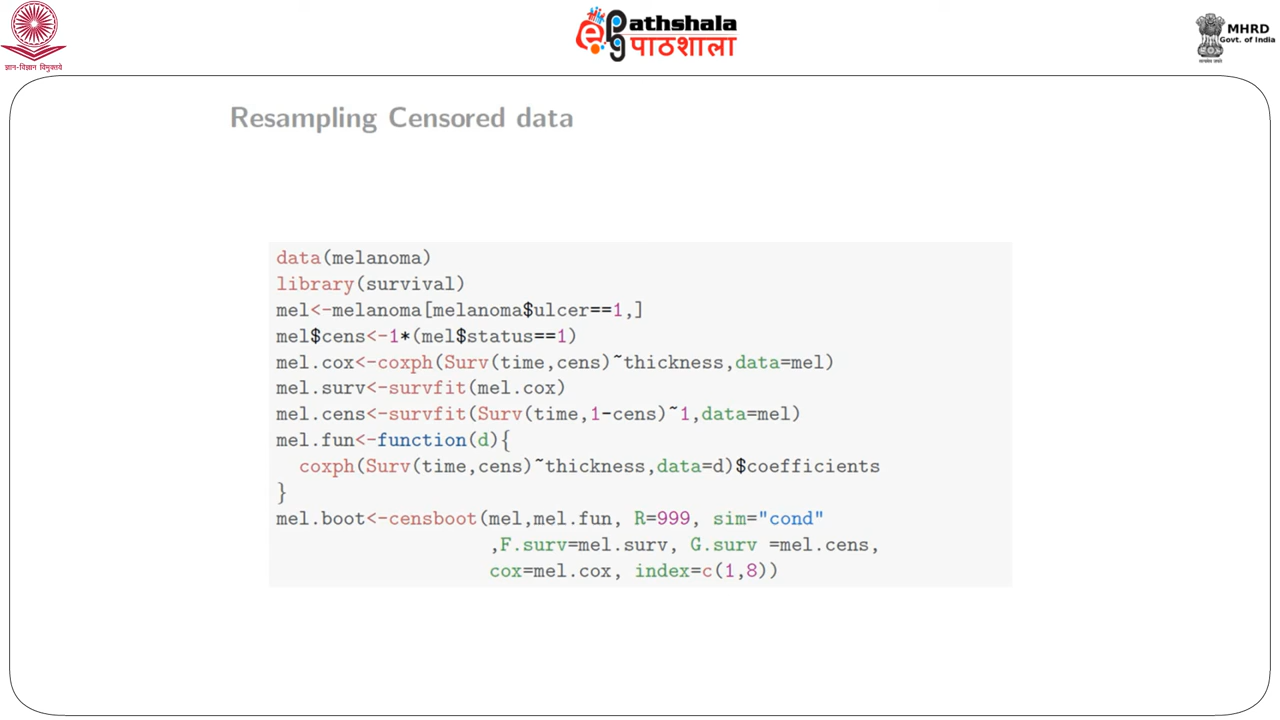 ज्ञान-विज्ञान विमुक्तये
Pathshala
पाठशाला
MHRD
Govt. of India
Resampling Censored data
data(melanoma)
library(survival)
mel<-melanoma[melanoma$ulcer==1,]
mel$cens<-1*(mel$status==1)
mel.cox<-coxph(Surv(time,cens)~thickness,data=mel)
mel.surv<-survfit(mel.cox)
mel.cens<-survfit(Surv(time,1-cens)~1,data=mel)
mel.fun<-function(d){
coxph(Surv(time,cens)~thickness,data=d)$coefficients
}
mel.boot<-censboot(mel,mel.fun, R=999, sim="cond"
,F.surv=mel.surv, G.surv =mel.cens,
cox=mel.cox, index=c(1,8))